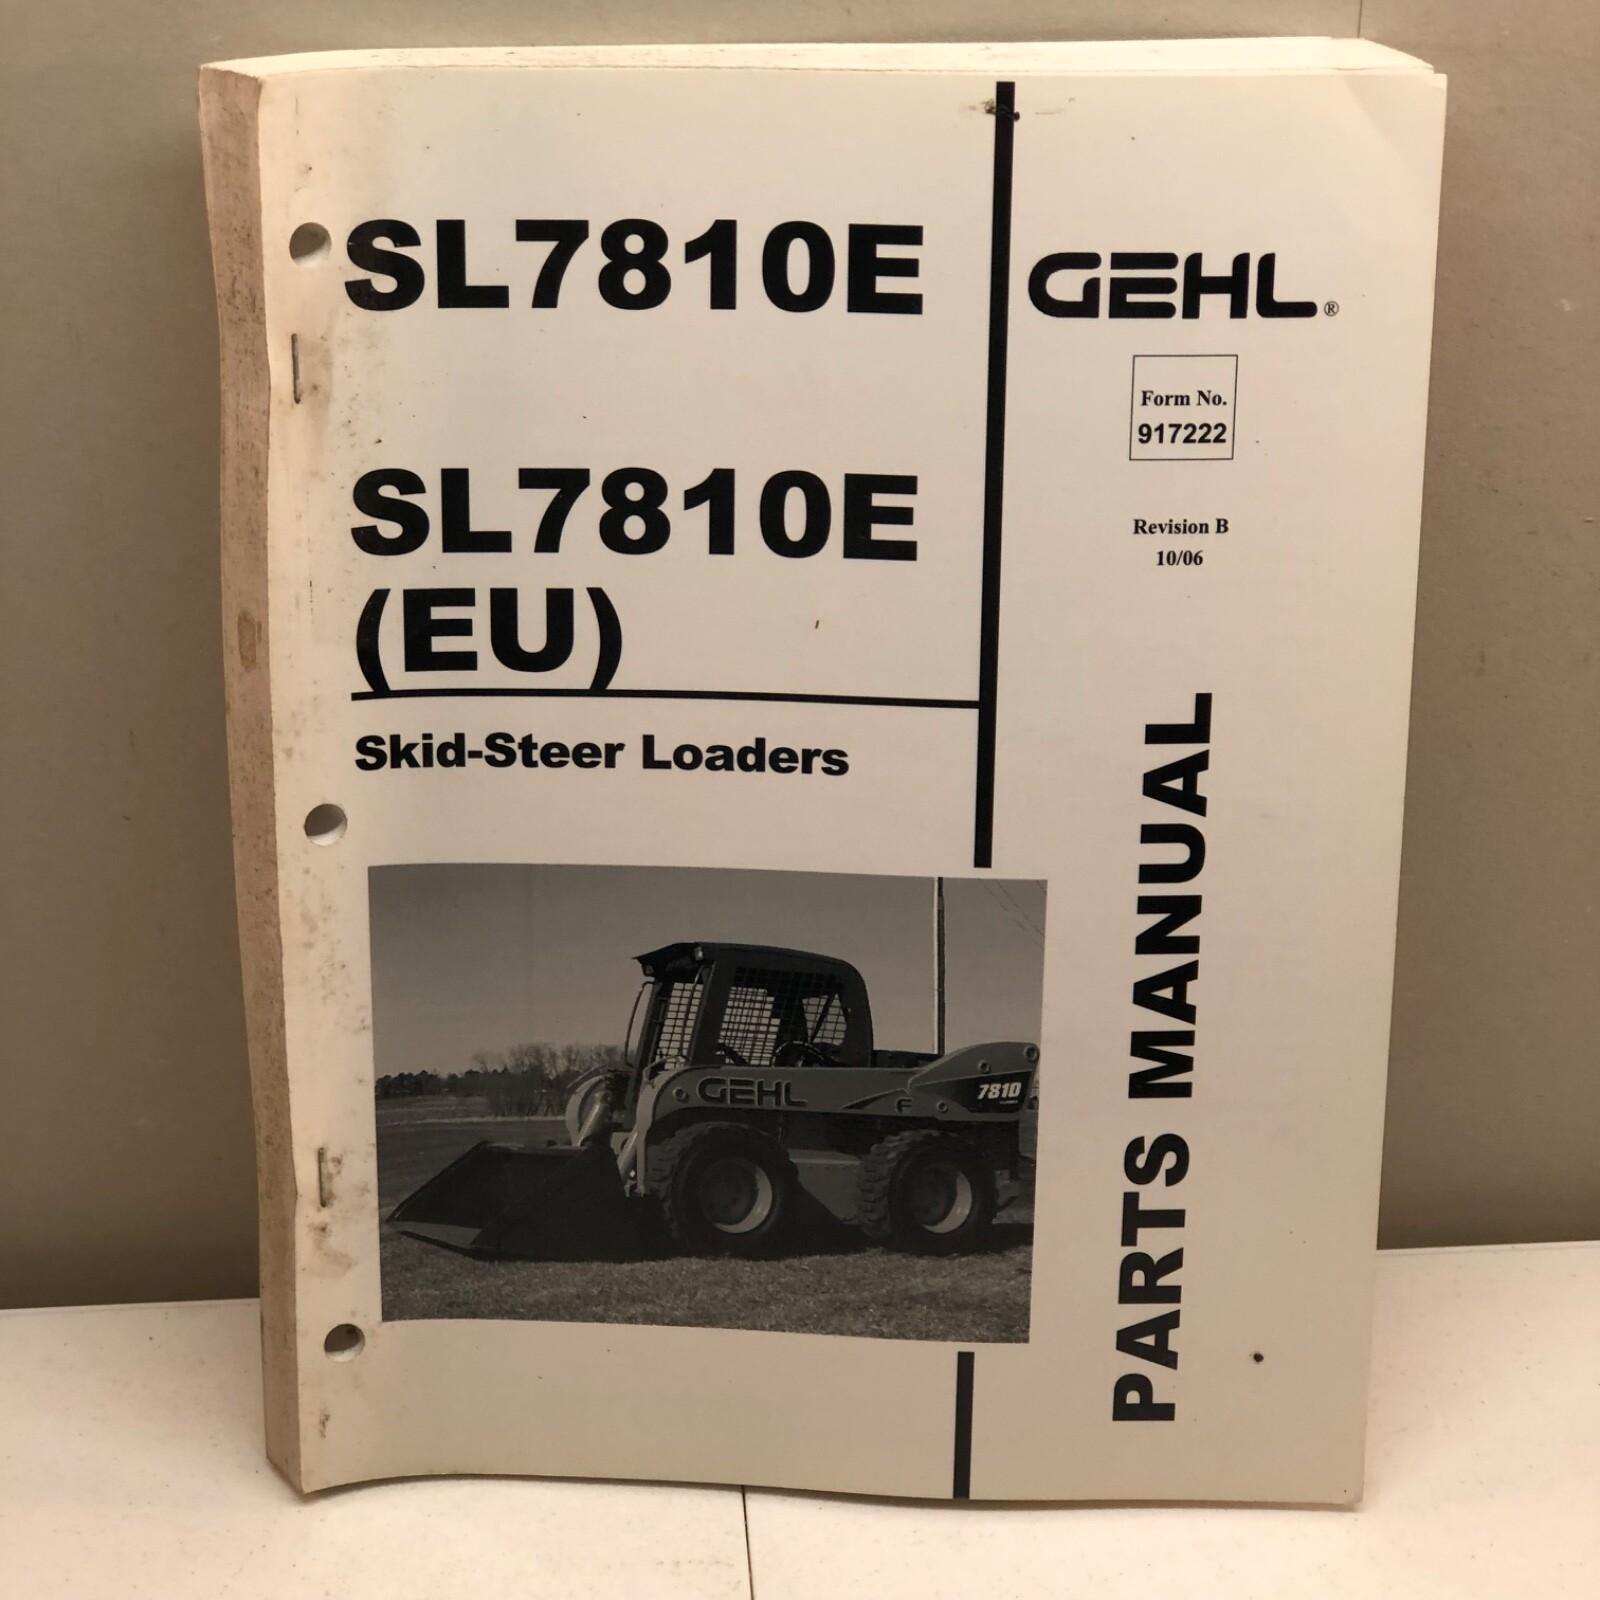 SL7810E
SL7810E
(EU)
Skid-Steer Loaders
GEHL®
Form No.
917222
Revision B
10/06
PARTS MANUAL
GEHL
F
7810